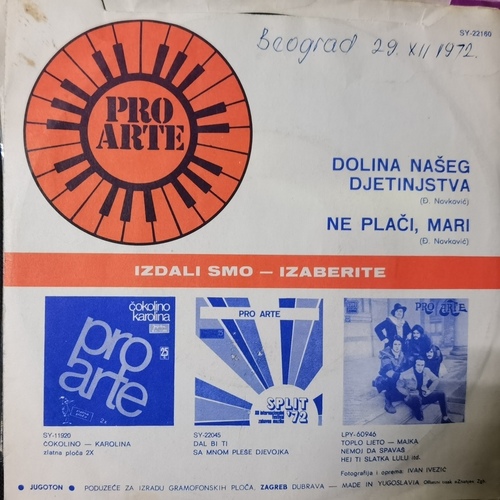 SY-22160
Beograd 29. XII 1972.
PRO
ARTE
DOLINA NAŠEG
DJETINJSTVA
(Đ. Novković)
NE PLAČI, MARI
(Đ. Novković)
IZDALI SMO — IZABERITE
čokolino
karolina
pro
arte
PRO ARTE
SPLIT
'72
PRO ARTE
SY-11920
ČOKOLINO — KAROLINA
zlatna ploča 2X
SY-22045
DAL BI TI
SA MNOM PLESE DJEVOJKA
LPY-60946
TOPLO LJETO — MAJKA
NEMOJ DA SPAVAŠ
HEJ TI SLATKA LULU itd.
Fotografija i oprema: IVAN IVEZIĆ
• JUGOTON • PODUZEĆE ZA IZRADU GRAMOFONSKIH PLOČA, ZAGREB DUBRAVA — MADE IN YUGOSLAVIA